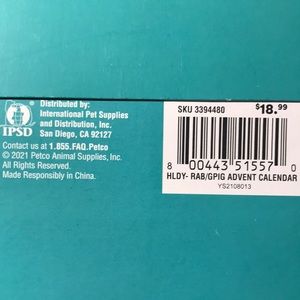 IPSD
Distributed by:
International Pet Supplies
and Distribution, Inc.
San Diego, CA 92127
Contact us at 1.855.FAQ.Petco
© 2021 Petco Animal Supplies, Inc.
All Rights Reserved.
Made Responsibly in China.
SKU 3394480 $18.99
8 00443 51557 0
HLDY- RAB/GPIG ADVENT CALENDAR
YS2108013